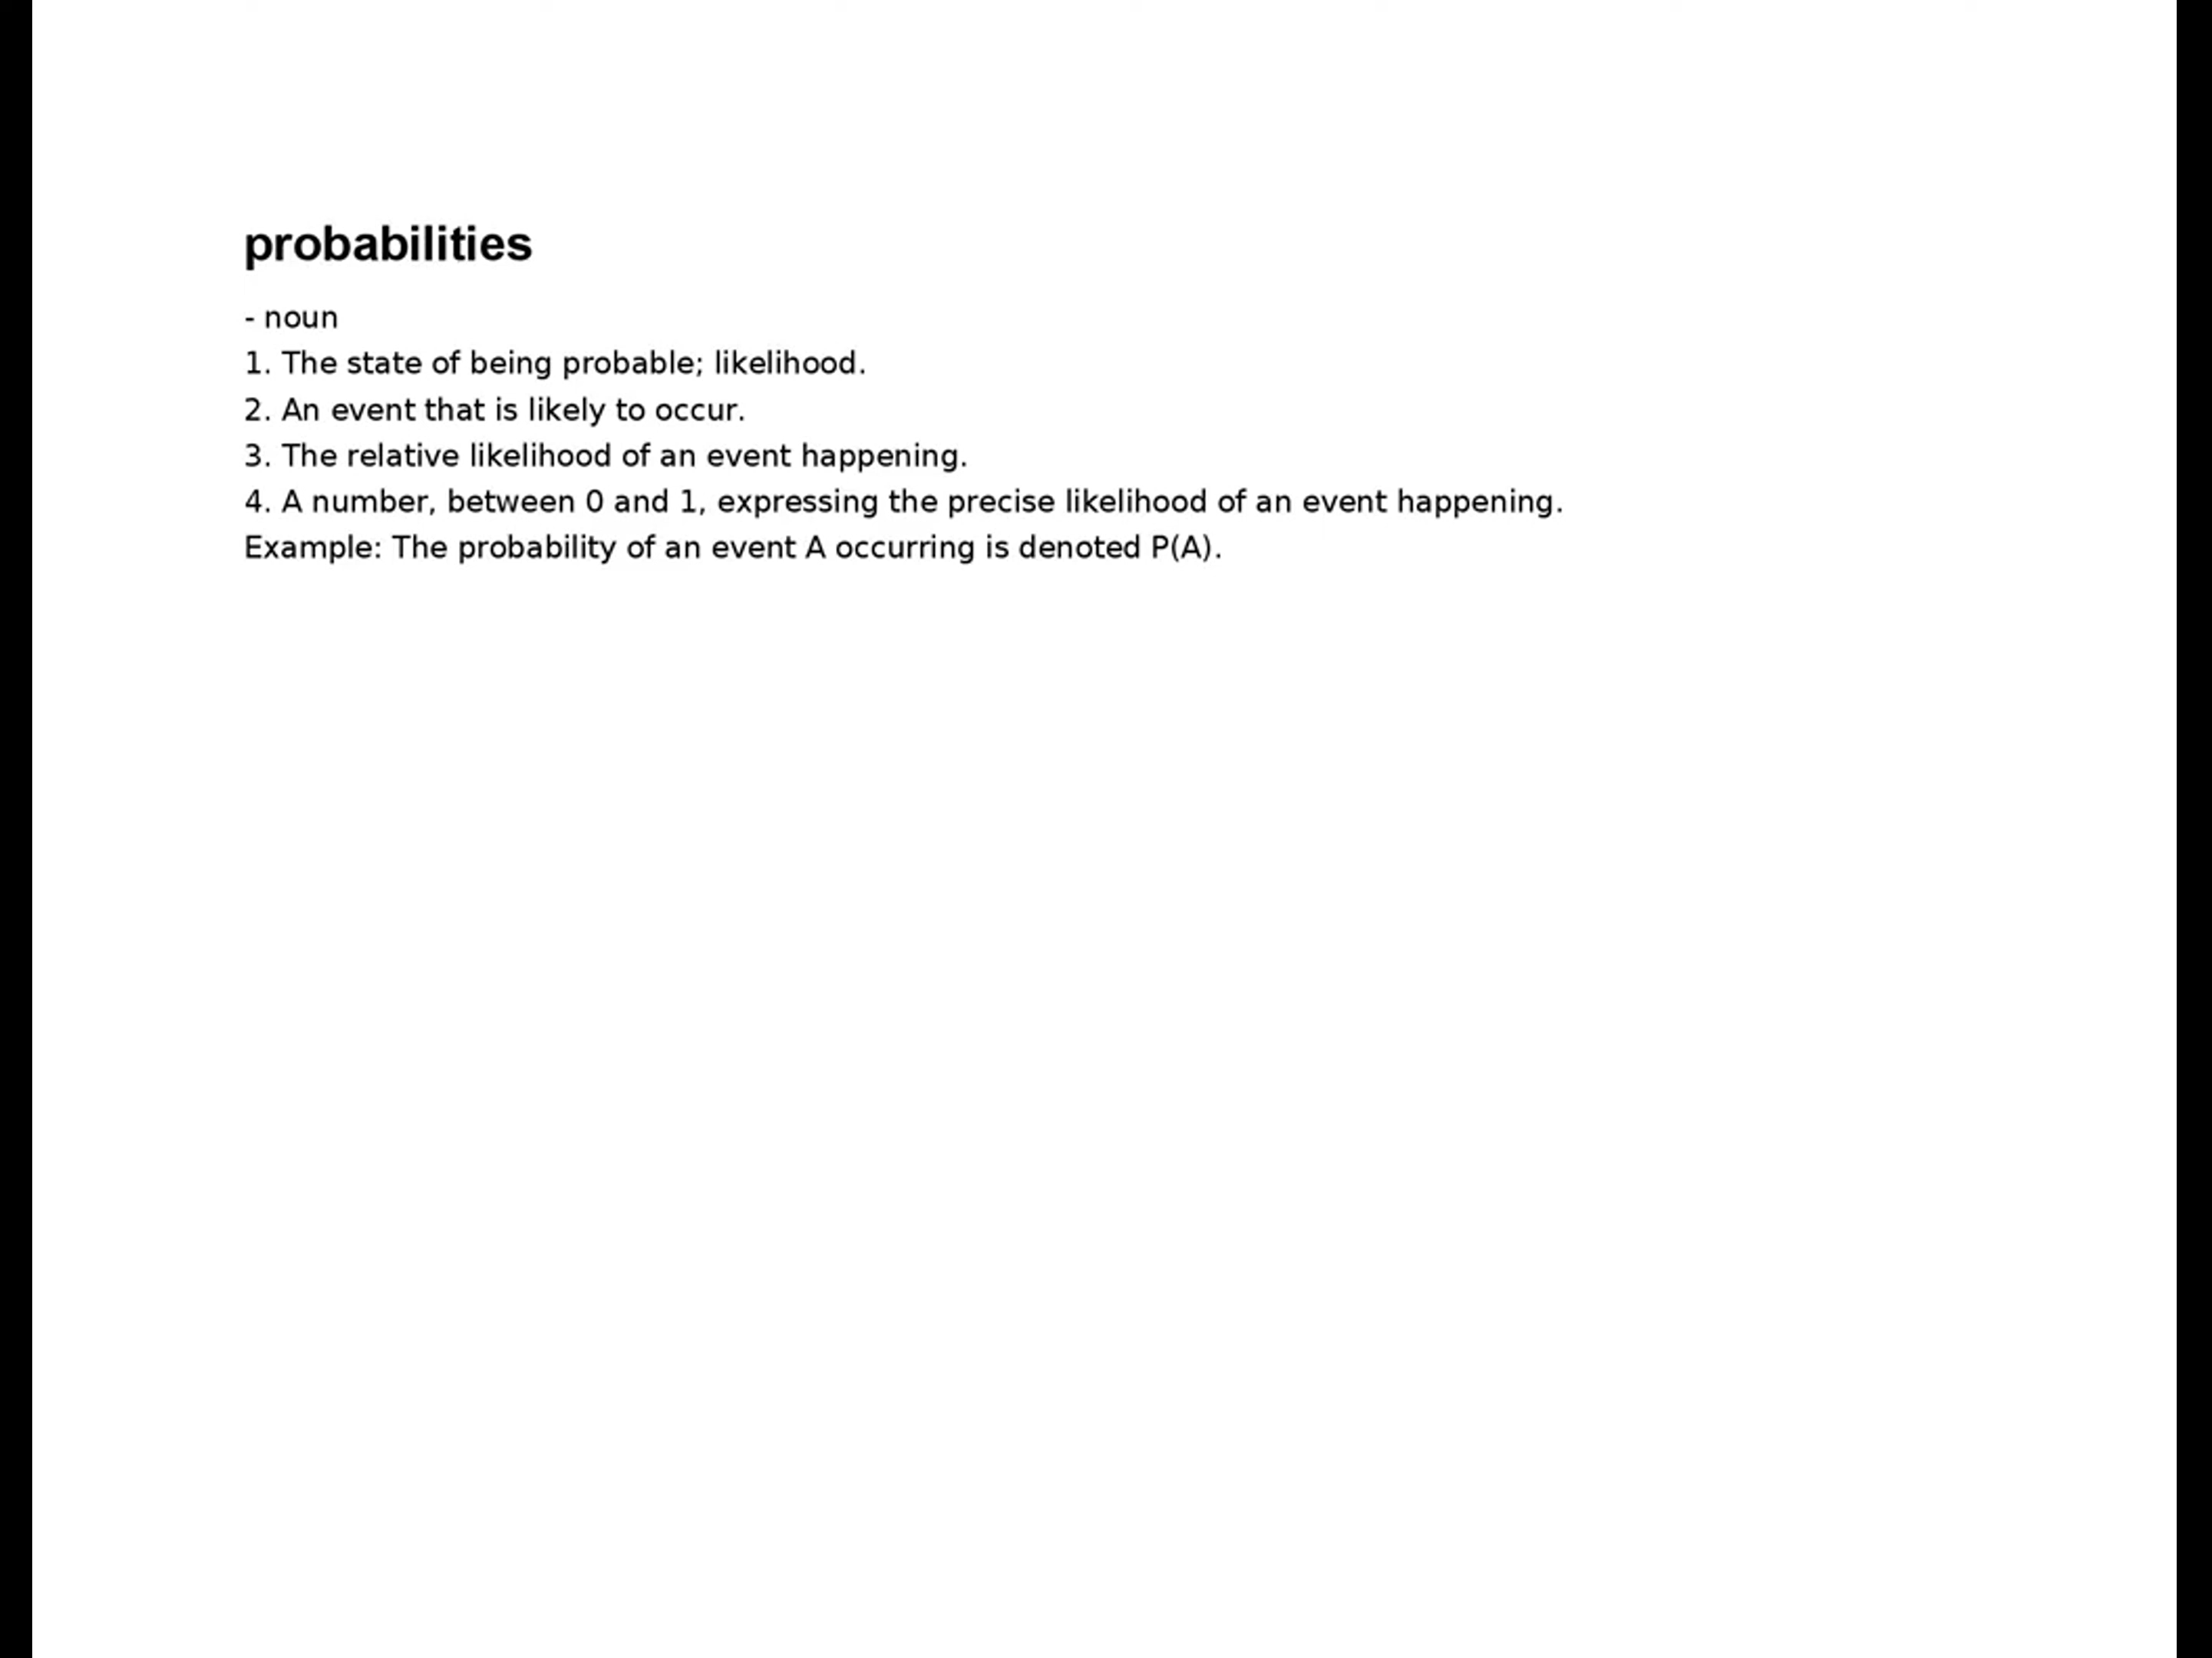 probabilities
- noun
1. The state of being probable; likelihood.
2. An event that is likely to occur.
3. The relative likelihood of an event happening.
4. A number, between 0 and 1, expressing the precise likelihood of an event happening.
Example: The probability of an event A occurring is denoted P(A).